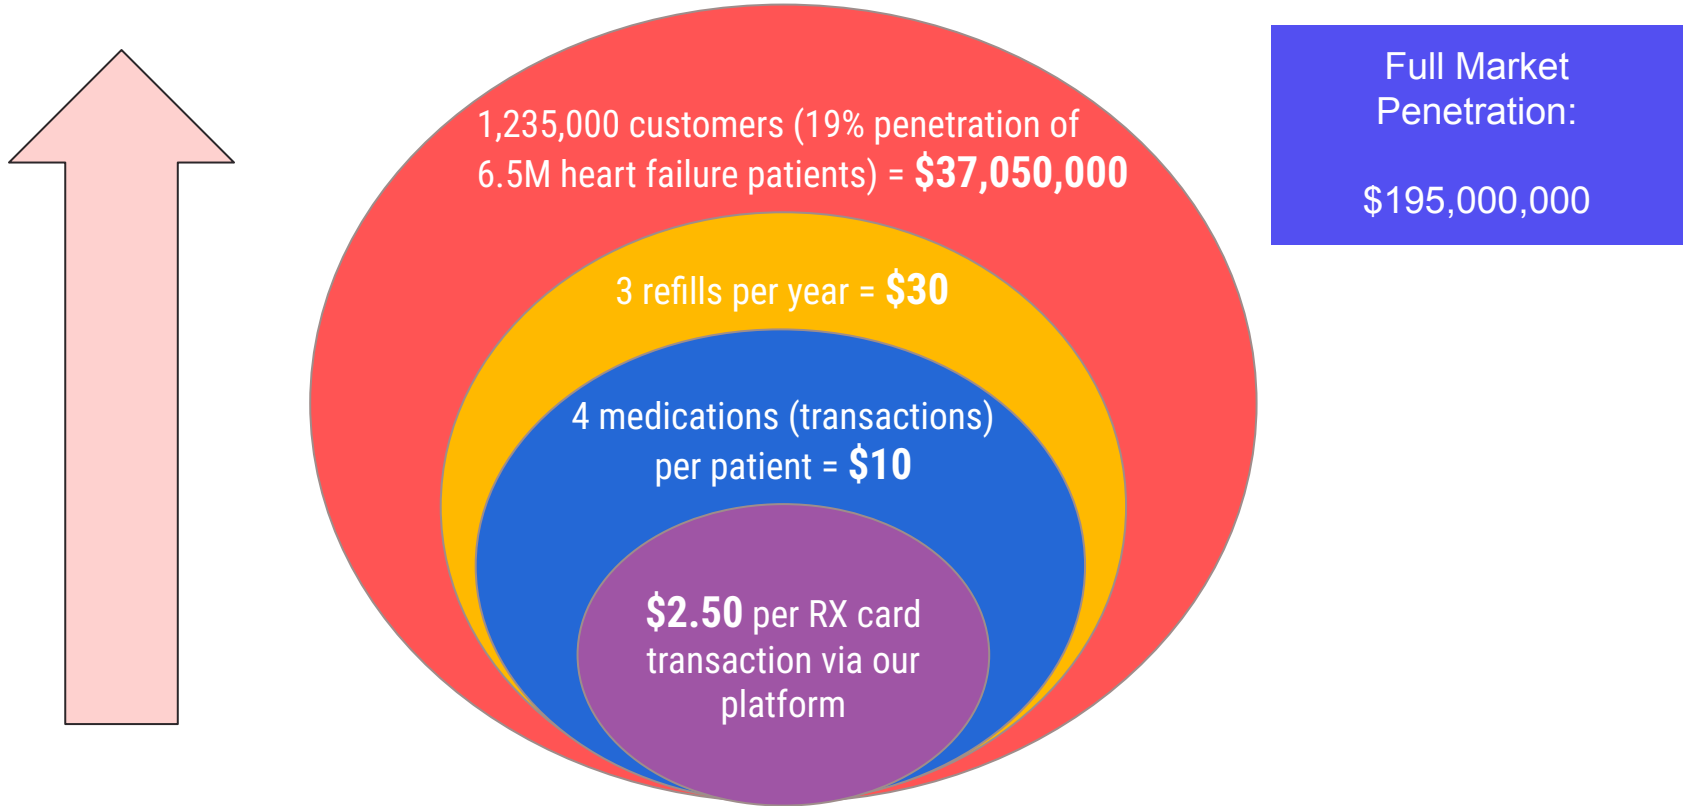 1,235,000 customers (19% penetration of
6.5M heart failure patients) = $37,050,000
3 refills per year = $30
4 medications (transactions)
per patient = $10
$2.50 per RX card
transaction via our
platform
Full Market
Penetration:
$195,000,000